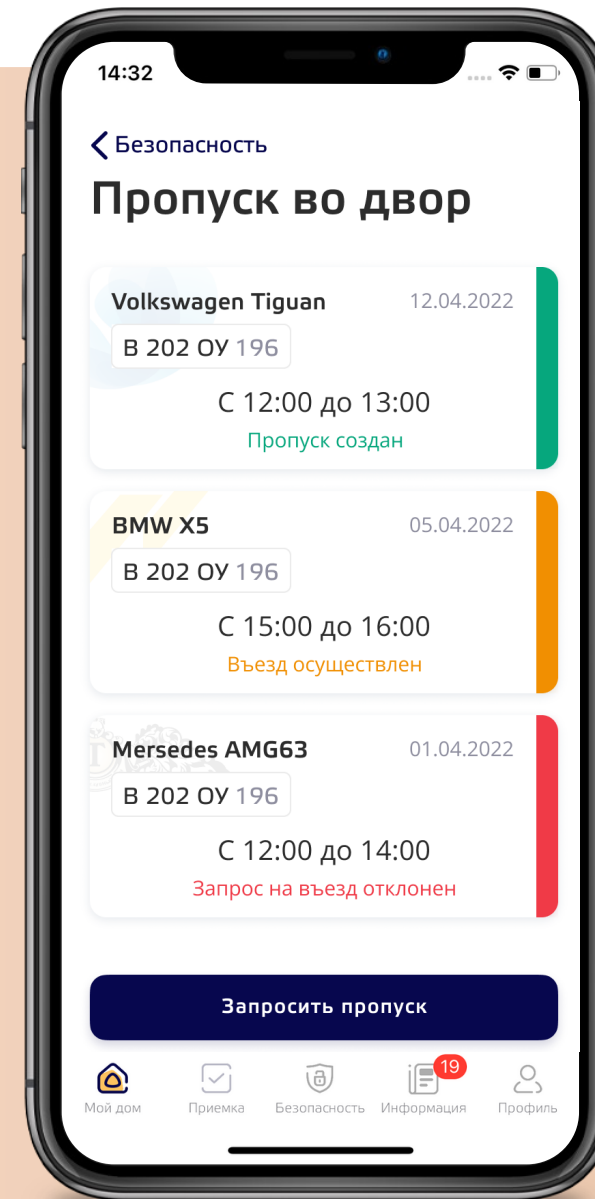 14:32
Безопасность
Пропуск во двор
Volkswagen Tiguan 12.04.2022
В 202 ОУ 196
С 12:00 до 13:00
Пропуск создан
BMW X5 05.04.2022
В 202 ОУ 196
С 15:00 до 16:00
Въезд осуществлен
Mersedes AMG63 01.04.2022
В 202 ОУ 196
С 12:00 до 14:00
Запрос на въезд отклонен
Запросить пропуск
19
Мой дом Приемка Безопасность Информация Профиль